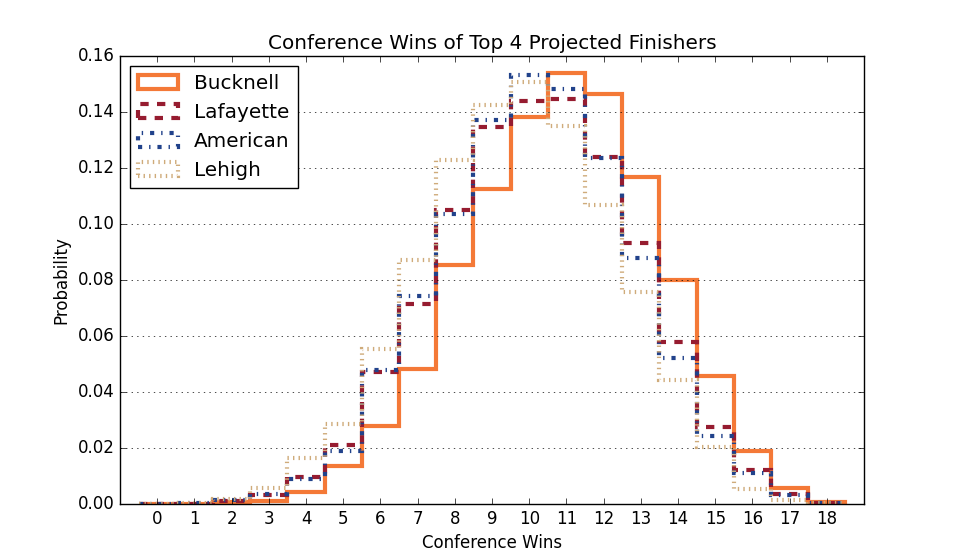 Conference Wins of Top 4 Projected Finishers
0.16
0.14
0.12
0.10
0.08
0.06
0.04
0.02
0.00
Probability
Bucknell
Lafayette
American
Lehigh
0 1 2 3 4 5 6 7 8 9 10 11 12 13 14 15 16 17 18
Conference Wins